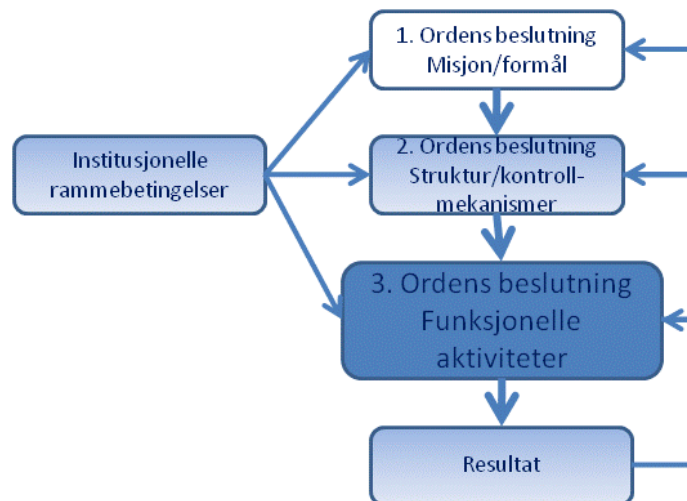 1. Ordens beslutning
Misjon/formål
Institusjonelle
rammebetingelser
2. Ordens beslutning
Struktur/kontroll-
mekanismer
3. Ordens beslutning
Funksjonelle
aktiviteter
Resultat